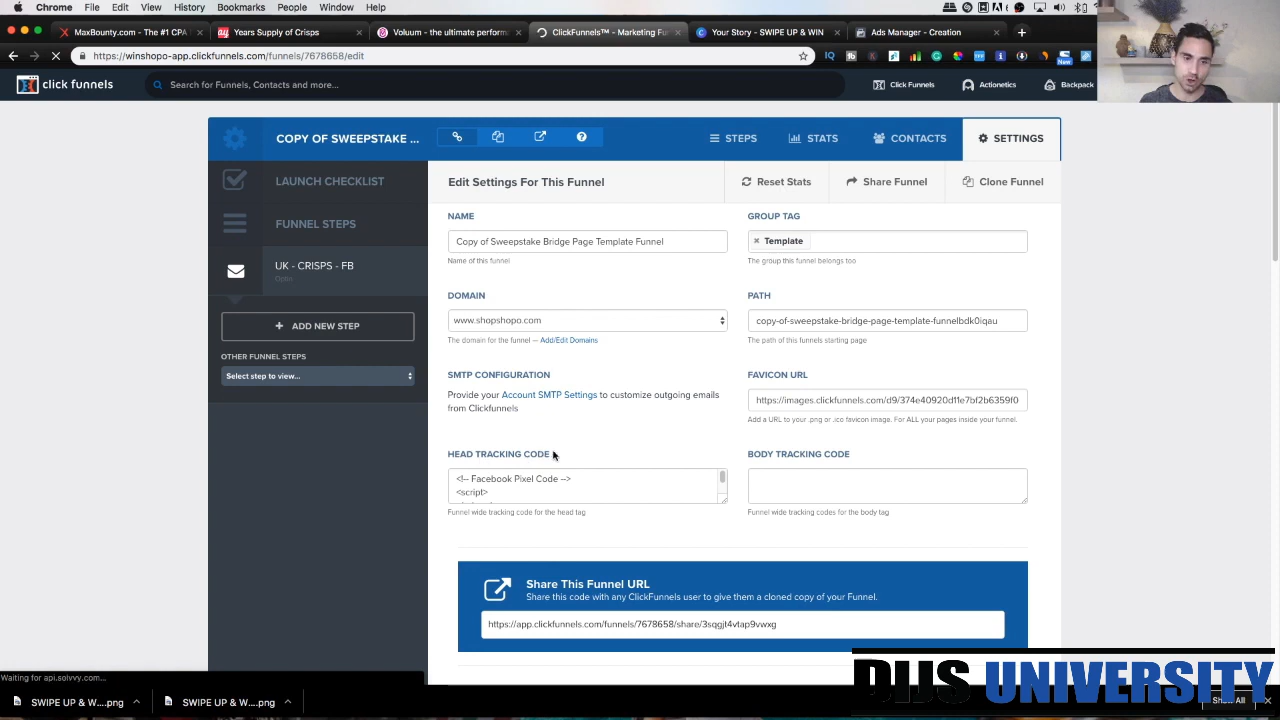 Chrome File Edit View History Bookmarks People Window Help
MaxBounty.com - The #1 CPA
Years Supply of Crisps
Voluum - the ultimate perform
ClickFunnels™ - Marketing Fun
Your Story - SWIPE UP & WIN
Ads Manager - Creation
https://winshopo-app.clickfunnels.com/funnels/7678658/edit
New
click funnels
Search for Funnels, Contacts and more...
Click Funnels
Actionetics
Backpack
COPY OF SWEEPSTAKE ...
STEPS
STATS
CONTACTS
SETTINGS
LAUNCH CHECKLIST
FUNNEL STEPS
UK - CRISPS - FB
Optin
ADD NEW STEP
OTHER FUNNEL STEPS
Select step to view...
Edit Settings For This Funnel
Reset Stats
Share Funnel
Clone Funnel
NAME
Copy of Sweepstake Bridge Page Template Funnel
Name of this funnel
GROUP TAG
× Template
The group this funnel belongs too
DOMAIN
www.shopshopo.com
The domain for the funnel — Add/Edit Domains
PATH
copy-of-sweepstake-bridge-page-template-funnelbdk0iqau
The path of this funnels starting page
SMTP CONFIGURATION
Provide your Account SMTP Settings to customize outgoing emails
from Clickfunnels
FAVICON URL
https://images.clickfunnels.com/d9/374e40920d11e7bf2b6359f0
Add a URL to your .png or .ico favicon image. For ALL your pages inside your funnel.
HEAD TRACKING CODE
<!-- Facebook Pixel Code -->
<script>
Funnel wide tracking code for the head tag
BODY TRACKING CODE
Funnel wide tracking codes for the body tag
Share This Funnel URL
Share this code with any ClickFunnels user to give them a cloned copy of your Funnel.
https://app.clickfunnels.com/funnels/7678658/share/3sqgjt4vtap9vwxg
Waiting for api.solvvy.com...
SWIPE UP & W....png
SWIPE UP & W....png
DIJS UNIVERSITY
Show All